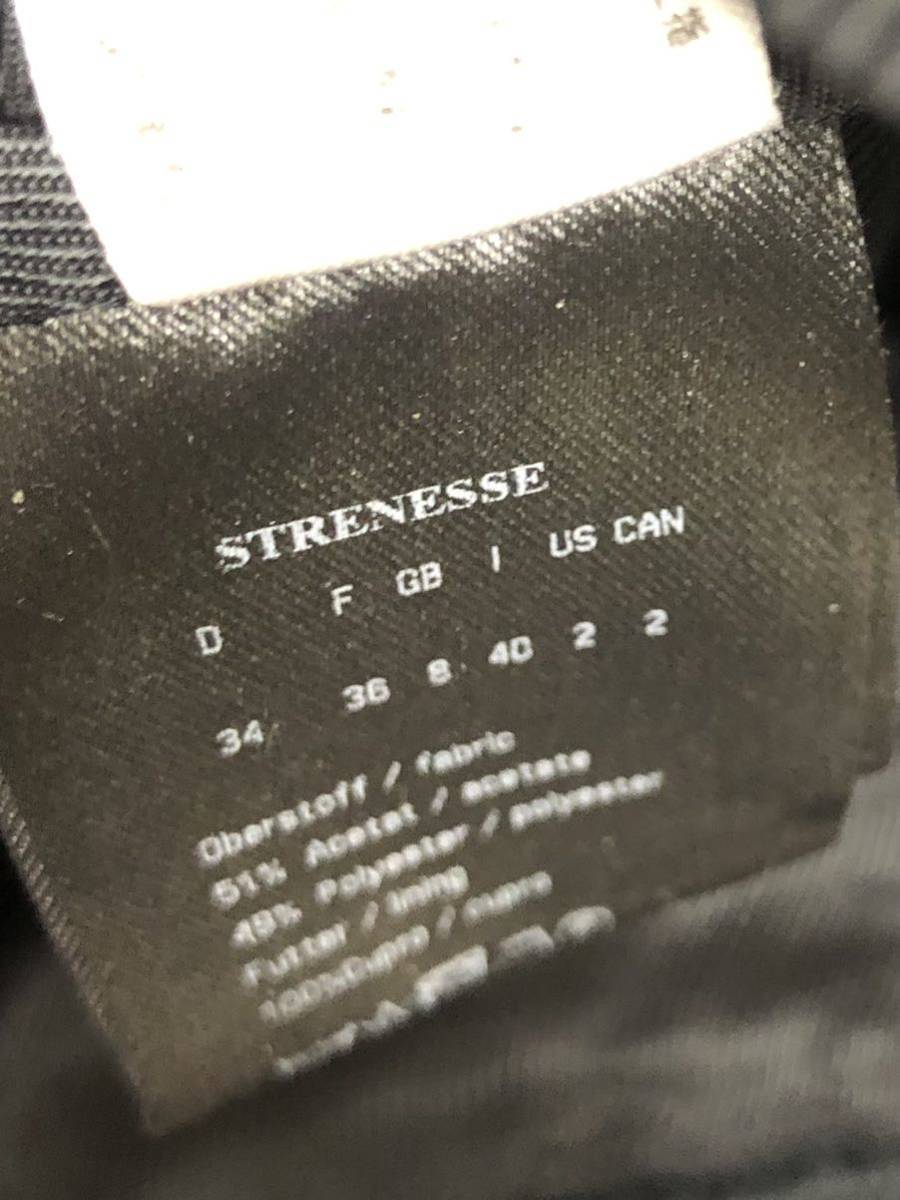 STRENESSE
D F GB I US CAN
34 36 8 40 2 2
Oberstoff / fabric
51% Acetat / acetate
49% Polyester / polyester
Futter / lining
100%Cupro / cupro